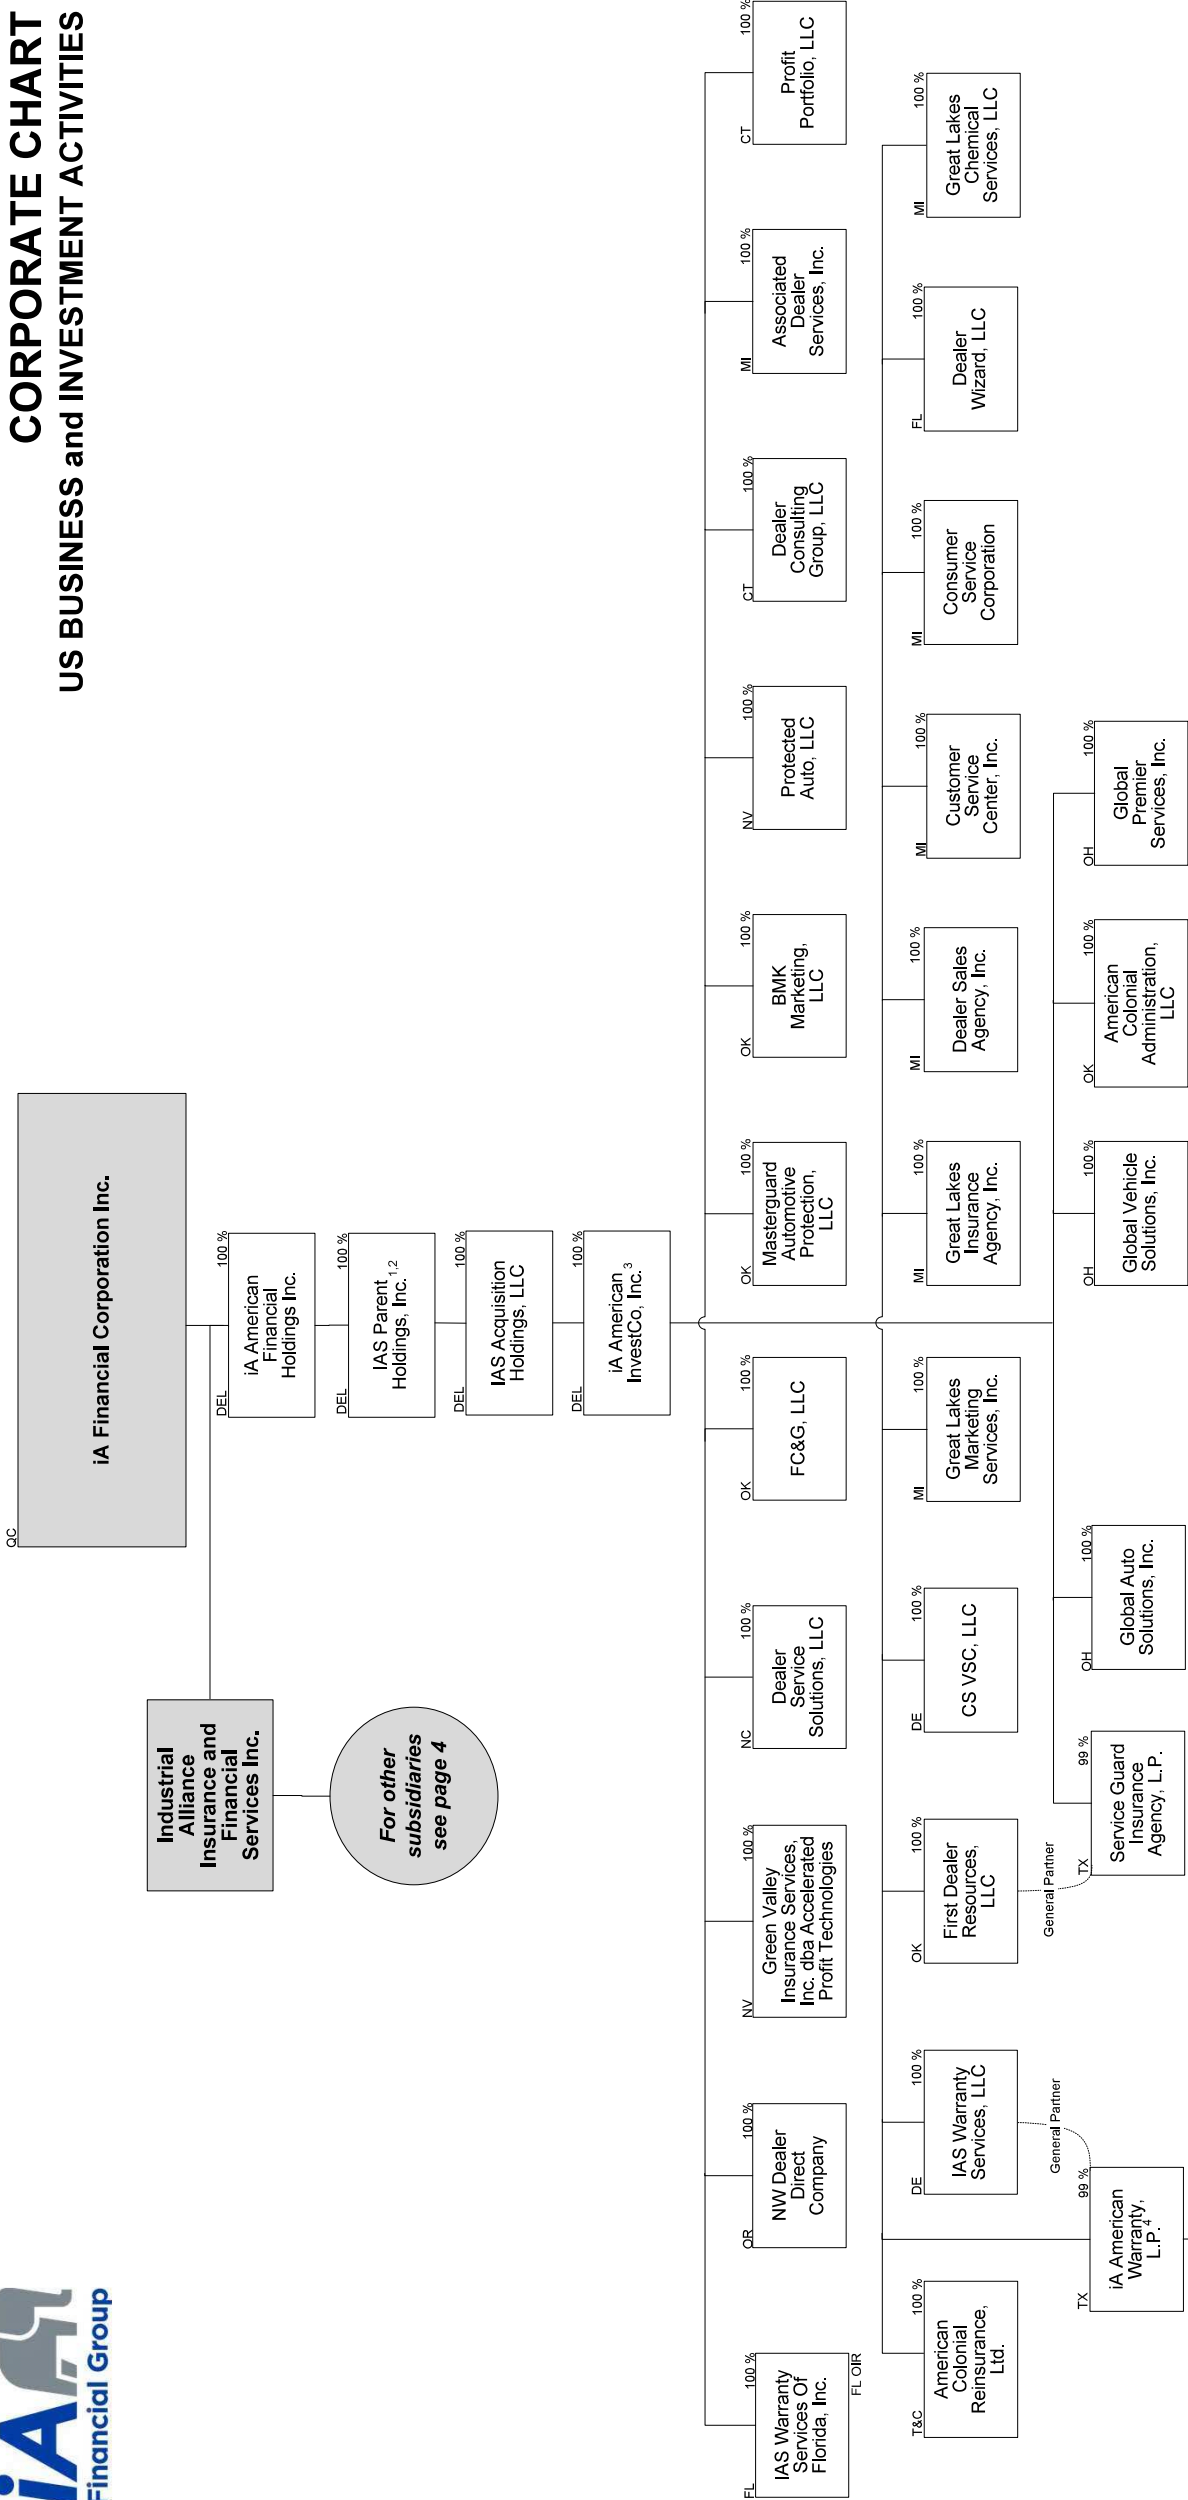 iA
Financial Group
CORPORATE CHART
US BUSINESS and INVESTMENT ACTIVITIES
QC
iA Financial Corporation Inc.
Industrial
Alliance
Insurance and
Financial
Services Inc.
For other
subsidiaries
see page 4
DEL
100 %
iA American
Financial
Holdings Inc.
DEL
100 %
IAS Parent
Holdings, Inc.1,2
DEL
100 %
IAS Acquisition
Holdings, LLC
DEL
100 %
iA American
InvestCo, Inc.3
FL
100 %
IAS Warranty
Services Of
Florida, Inc.
FL OIR
OR
100 %
NW Dealer
Direct
Company
NV
100 %
Green Valley
Insurance Services,
Inc. dba Accelerated
Profit Technologies
NC
100 %
Dealer
Service
Solutions, LLC
OK
100 %
FC&G, LLC
OK
100 %
Masterguard
Automotive
Protection,
LLC
OK
100 %
BMK
Marketing,
LLC
NV
100 %
Protected
Auto, LLC
CT
100 %
Dealer
Consulting
Group, LLC
MI
100 %
Associated
Dealer
Services, Inc.
CT
100 %
Profit
Portfolio, LLC
T&C
100 %
American
Colonial
Reinsurance,
Ltd.
DE
100 %
IAS Warranty
Services, LLC
General Partner
OK
100 %
First Dealer
Resources,
LLC
General Partner
DE
100 %
CS VSC, LLC
MI
100 %
Great Lakes
Marketing
Services, Inc.
MI
100 %
Great Lakes
Insurance
Agency, Inc.
MI
100 %
Dealer Sales
Agency, Inc.
MI
100 %
Customer
Service
Center, Inc.
MI
100 %
Consumer
Service
Corporation
FL
100 %
Dealer
Wizard, LLC
MI
100 %
Great Lakes
Chemical
Services, LLC
TX
99 %
iA American
Warranty,
L.P.4
TX
99 %
Service Guard
Insurance
Agency, L.P.
OH
100 %
Global Auto
Solutions, Inc.
OH
100 %
Global Vehicle
Solutions, Inc.
OK
100 %
American
Colonial
Administration,
LLC
OH
100 %
Global
Premier
Services, Inc.